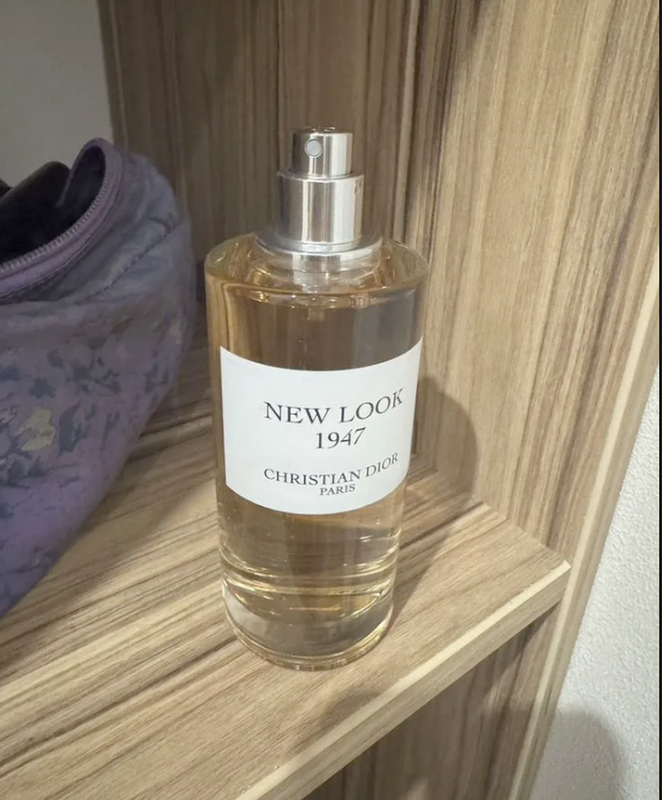 NEW LOOK
1947
CHRISTIAN DIOR
PARIS